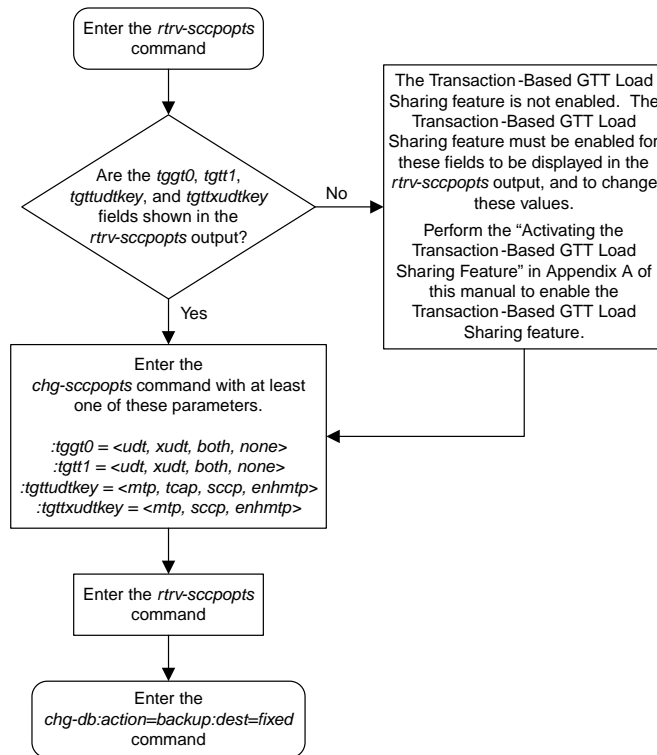 Enter the rtrv-sccpopts
command
Are the tggt0, tgtt1,
tgttudtkey, and tgttxudtkey
fields shown in the
rtrv-sccpopts output?
No
The Transaction-Based GTT Load
Sharing feature is not enabled. The
Transaction-Based GTT Load
Sharing feature must be enabled for
these fields to be displayed in the
rtrv-sccpopts output, and to change
these values.
Perform the “Activating the
Transaction-Based GTT Load
Sharing Feature” in Appendix A of
this manual to enable the
Transaction-Based GTT Load
Sharing feature.
Yes
Enter the
chg-sccpopts command with at least
one of these parameters.
:tggt0 = <udt, xudt, both, none>
:tgtt1 = <udt, xudt, both, none>
:tgttudtkey = <mtp, tcap, sccp, enhmtp>
:tgttxudtkey = <mtp, sccp, enhmtp>
Enter the rtrv-sccpopts
command
Enter the
chg-db:action=backup:dest=fixed
command